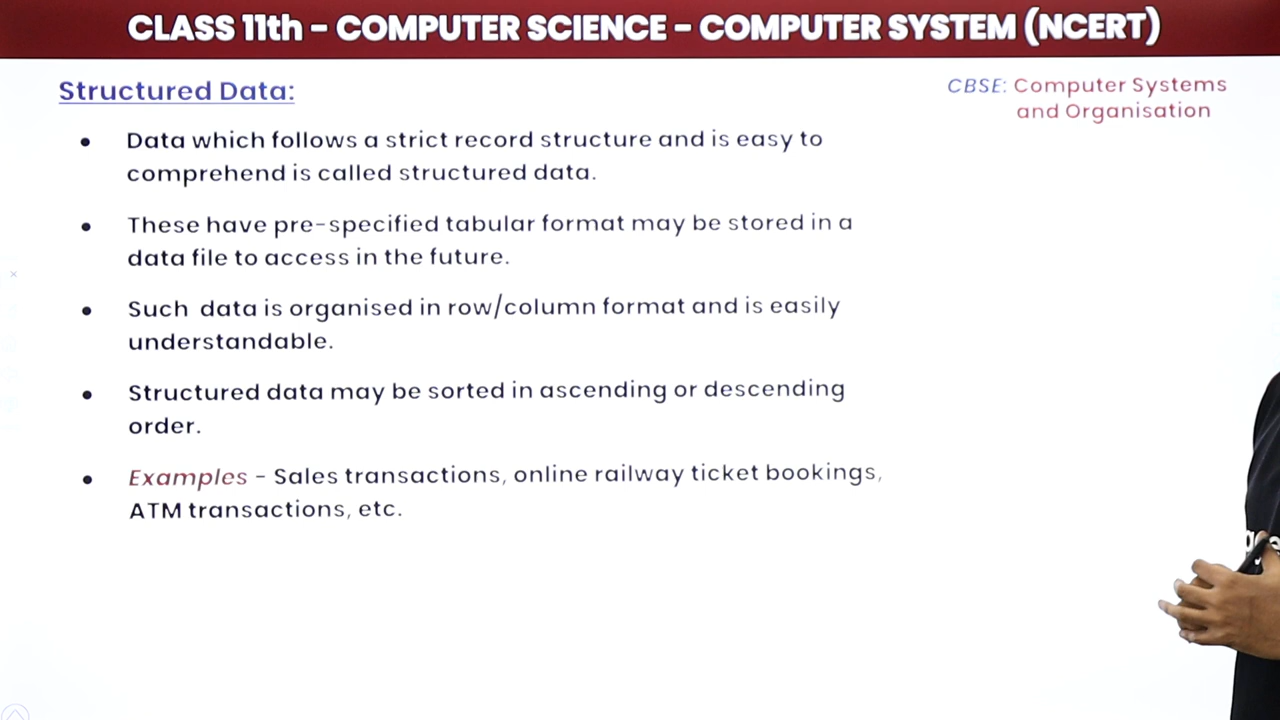 CLASS 11th - COMPUTER SCIENCE - COMPUTER SYSTEM (NCERT)
Structured Data:
CBSE: Computer Systems
and Organisation
• Data which follows a strict record structure and is easy to
comprehend is called structured data.
• These have pre-specified tabular format may be stored in a
data file to access in the future.
• Such data is organised in row/column format and is easily
understandable.
• Structured data may be sorted in ascending or descending
order.
• Examples - Sales transactions, online railway ticket bookings,
ATM transactions, etc.